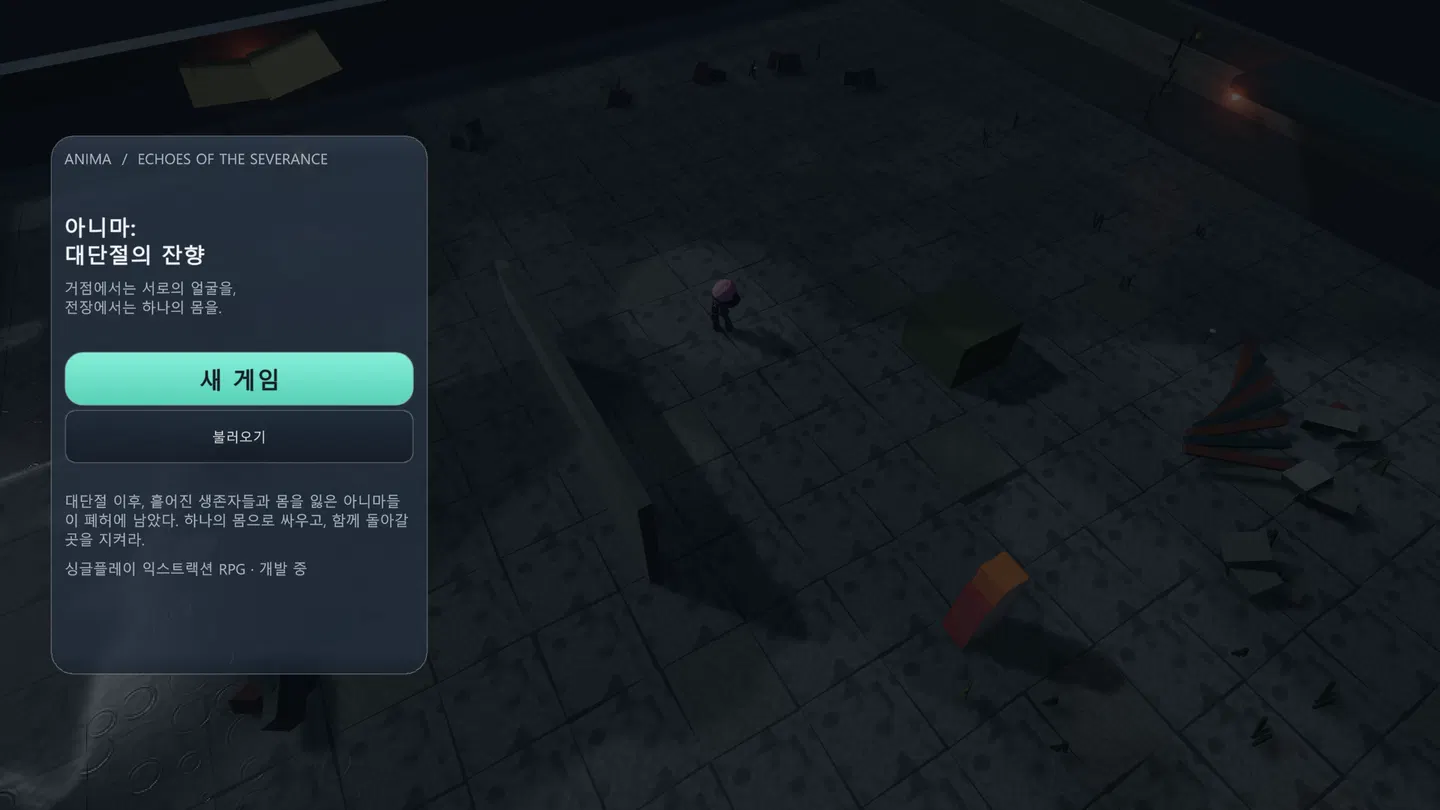 ANIMA / ECHOES OF THE SEVERANCE
아니마:
대단절의 잔향
거점에서는 서로의 얼굴을,
전장에서는 하나의 몸을.
새 게임
불러오기
대단절 이후, 흩어진 생존자들과 몸을 잃은 아니마들
이 폐허에 남았다. 하나의 몸으로 싸우고, 함께 돌아갈
곳을 지켜라.
싱글플레이 익스트랙션 RPG · 개발 중